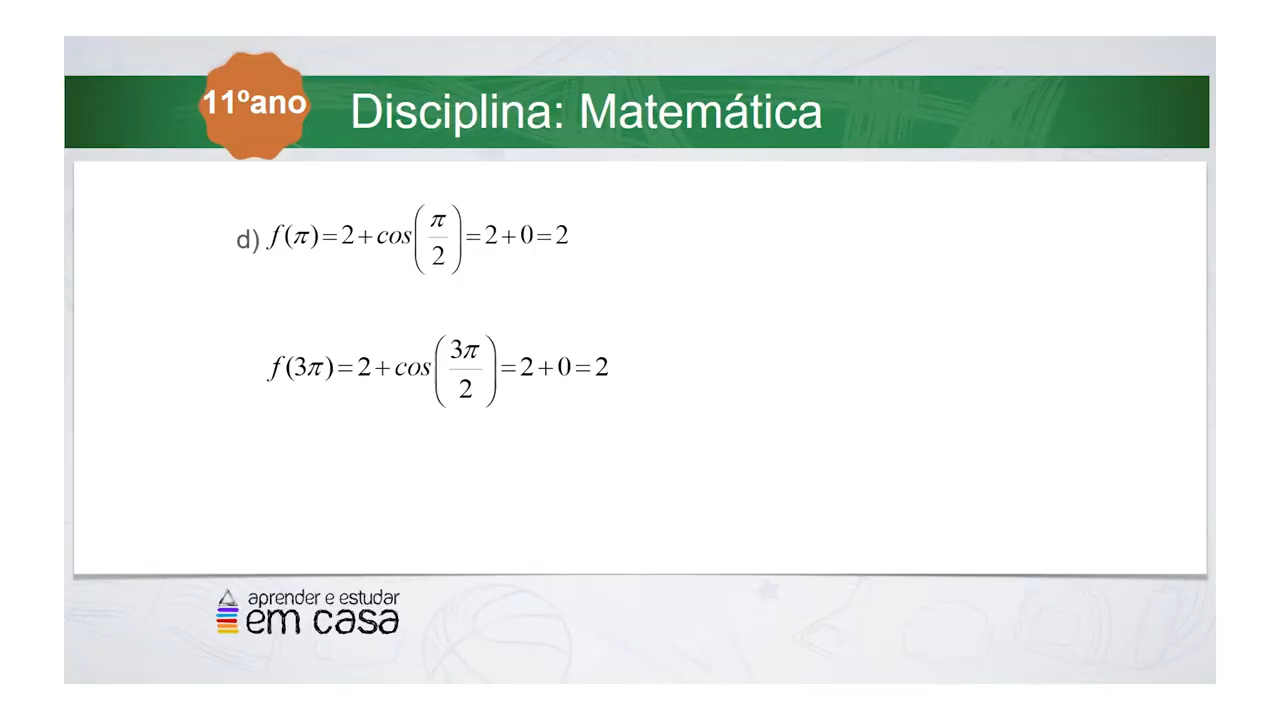 11ºano
Disciplina: Matemática
d) f(π)=2+cos(π/2)=2+0=2
f(3π)=2+cos(3π/2)=2+0=2
aprender e estudar
em casa